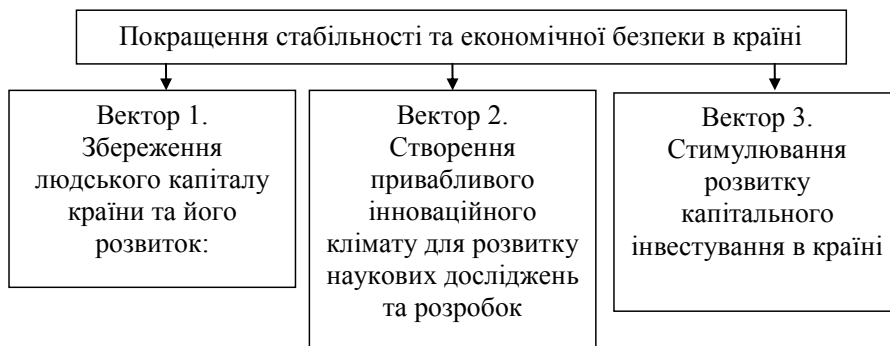 Покращення стабільності та економічної безпеки в країні
Вектор 1.
Збереження
людського капіталу
країни та його
розвиток:
Вектор 2.
Створення
привабливого
інноваційного
клімату для розвитку
наукових досліджень
та розробок
Вектор 3.
Стимулювання
розвитку
капітального
інвестування в країні